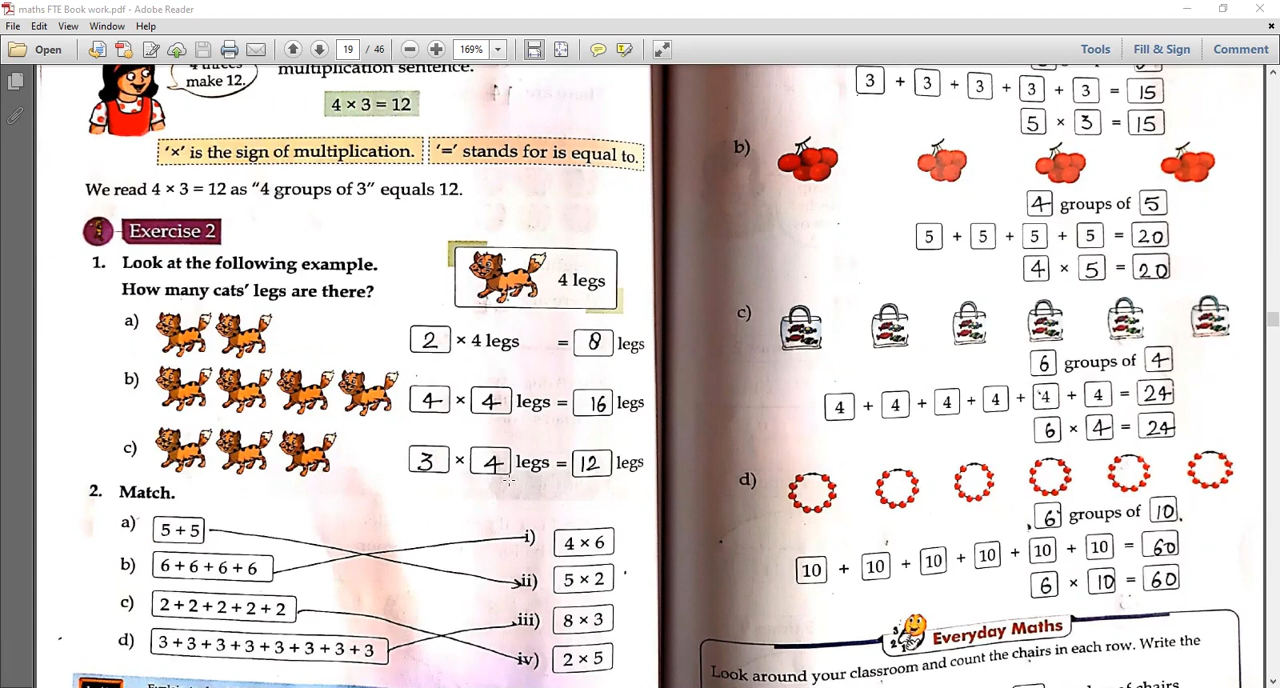 maths FTE Book work.pdf - Adobe Reader
File Edit View Window Help
Open 19 / 46 169% Tools Fill & Sign Comment
make 12.
multiplication sentence.
4 × 3 = 12
'×' is the sign of multiplication. '=' stands for is equal to.
We read 4 × 3 = 12 as "4 groups of 3" equals 12.
Exercise 2
1. Look at the following example.
How many cats' legs are there?
4 legs
a) 2 × 4 legs = 8 legs
b) 4 × 4 legs = 16 legs
c) 3 × 4 legs = 12 legs
2. Match.
a) 5 + 5 i) 4 × 6
b) 6 + 6 + 6 + 6 ii) 5 × 2
c) 2 + 2 + 2 + 2 + 2 iii) 8 × 3
d) 3 + 3 + 3 + 3 + 3 + 3 + 3 + 3 iv) 2 × 5
3 + 3 + 3 + 3 + 3 = 15
5 × 3 = 15
b)
4 groups of 5
5 + 5 + 5 + 5 = 20
4 × 5 = 20
c)
6 groups of 4
4 + 4 + 4 + 4 + 4 + 4 = 24
6 × 4 = 24
d)
6 groups of 10
10 + 10 + 10 + 10 + 10 + 10 = 60
6 × 10 = 60
Everyday Maths
Look around your classroom and count the chairs in each row. Write the